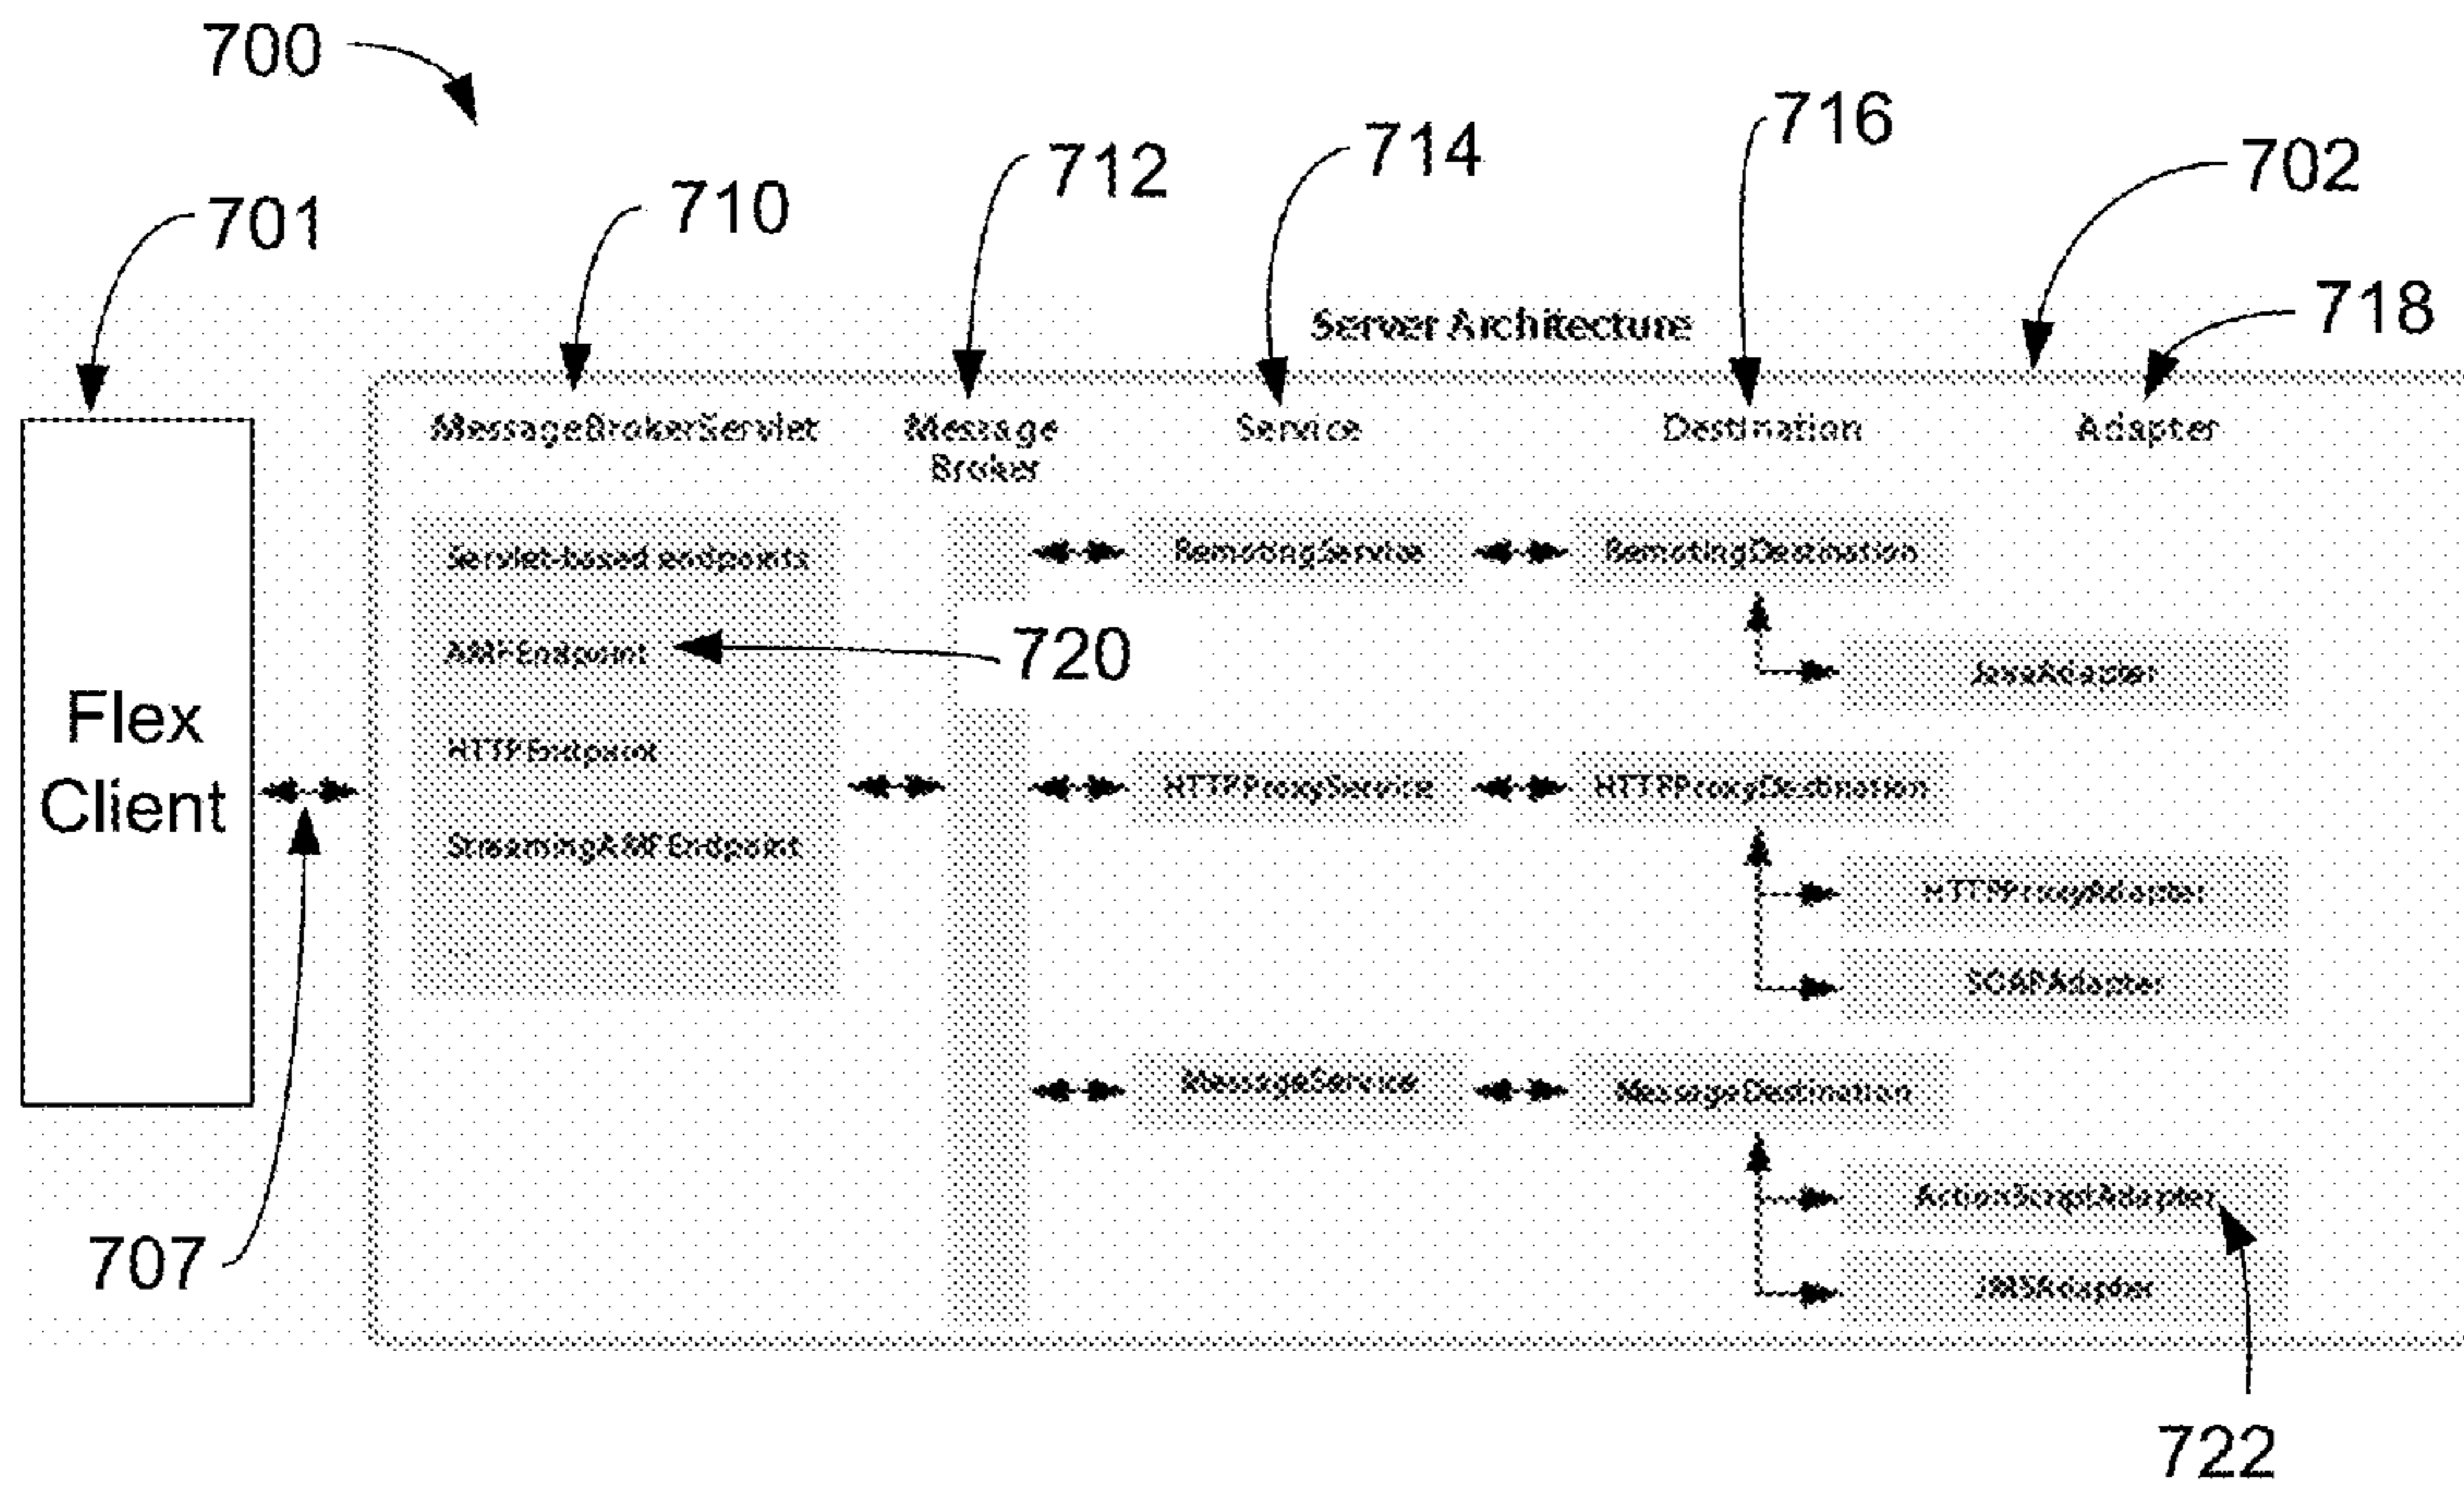 700
701
710
712
714
716
702
718
Server Architecture
MessageBrokerServlet
Message
Broker
Service
Destination
Adapter
Servlet-based endpoints
RemotingService
RemotingDestination
AMFEndpoint
720
JavaAdapter
Flex
Client
HTTPEndpoint
HTTPProxyService
HTTPProxyDestination
StreamingAMFEndpoint
HTTPProxyAdapter
SOAPAdapter
MessageService
MessageDestination
ActionScriptAdapter
707
JMSAdapter
722